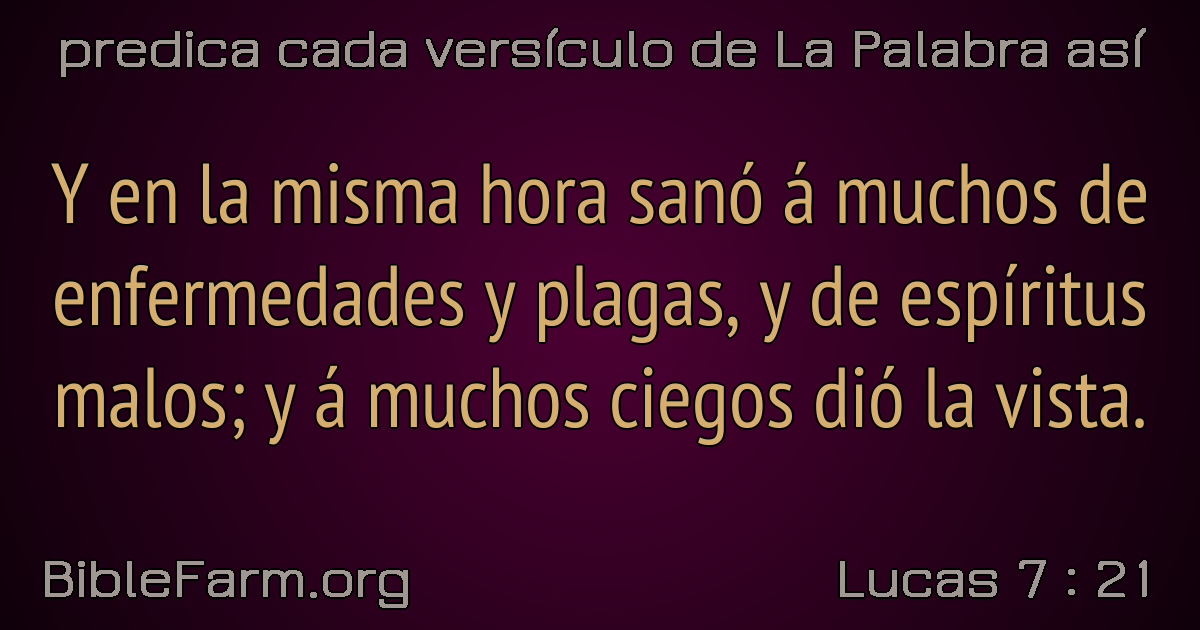 predica cada versículo de La Palabra así
Y en la misma hora sanó á muchos de
enfermedades y plagas, y de espíritus
malos; y á muchos ciegos dió la vista.
BibleFarm.org
Lucas 7 : 21